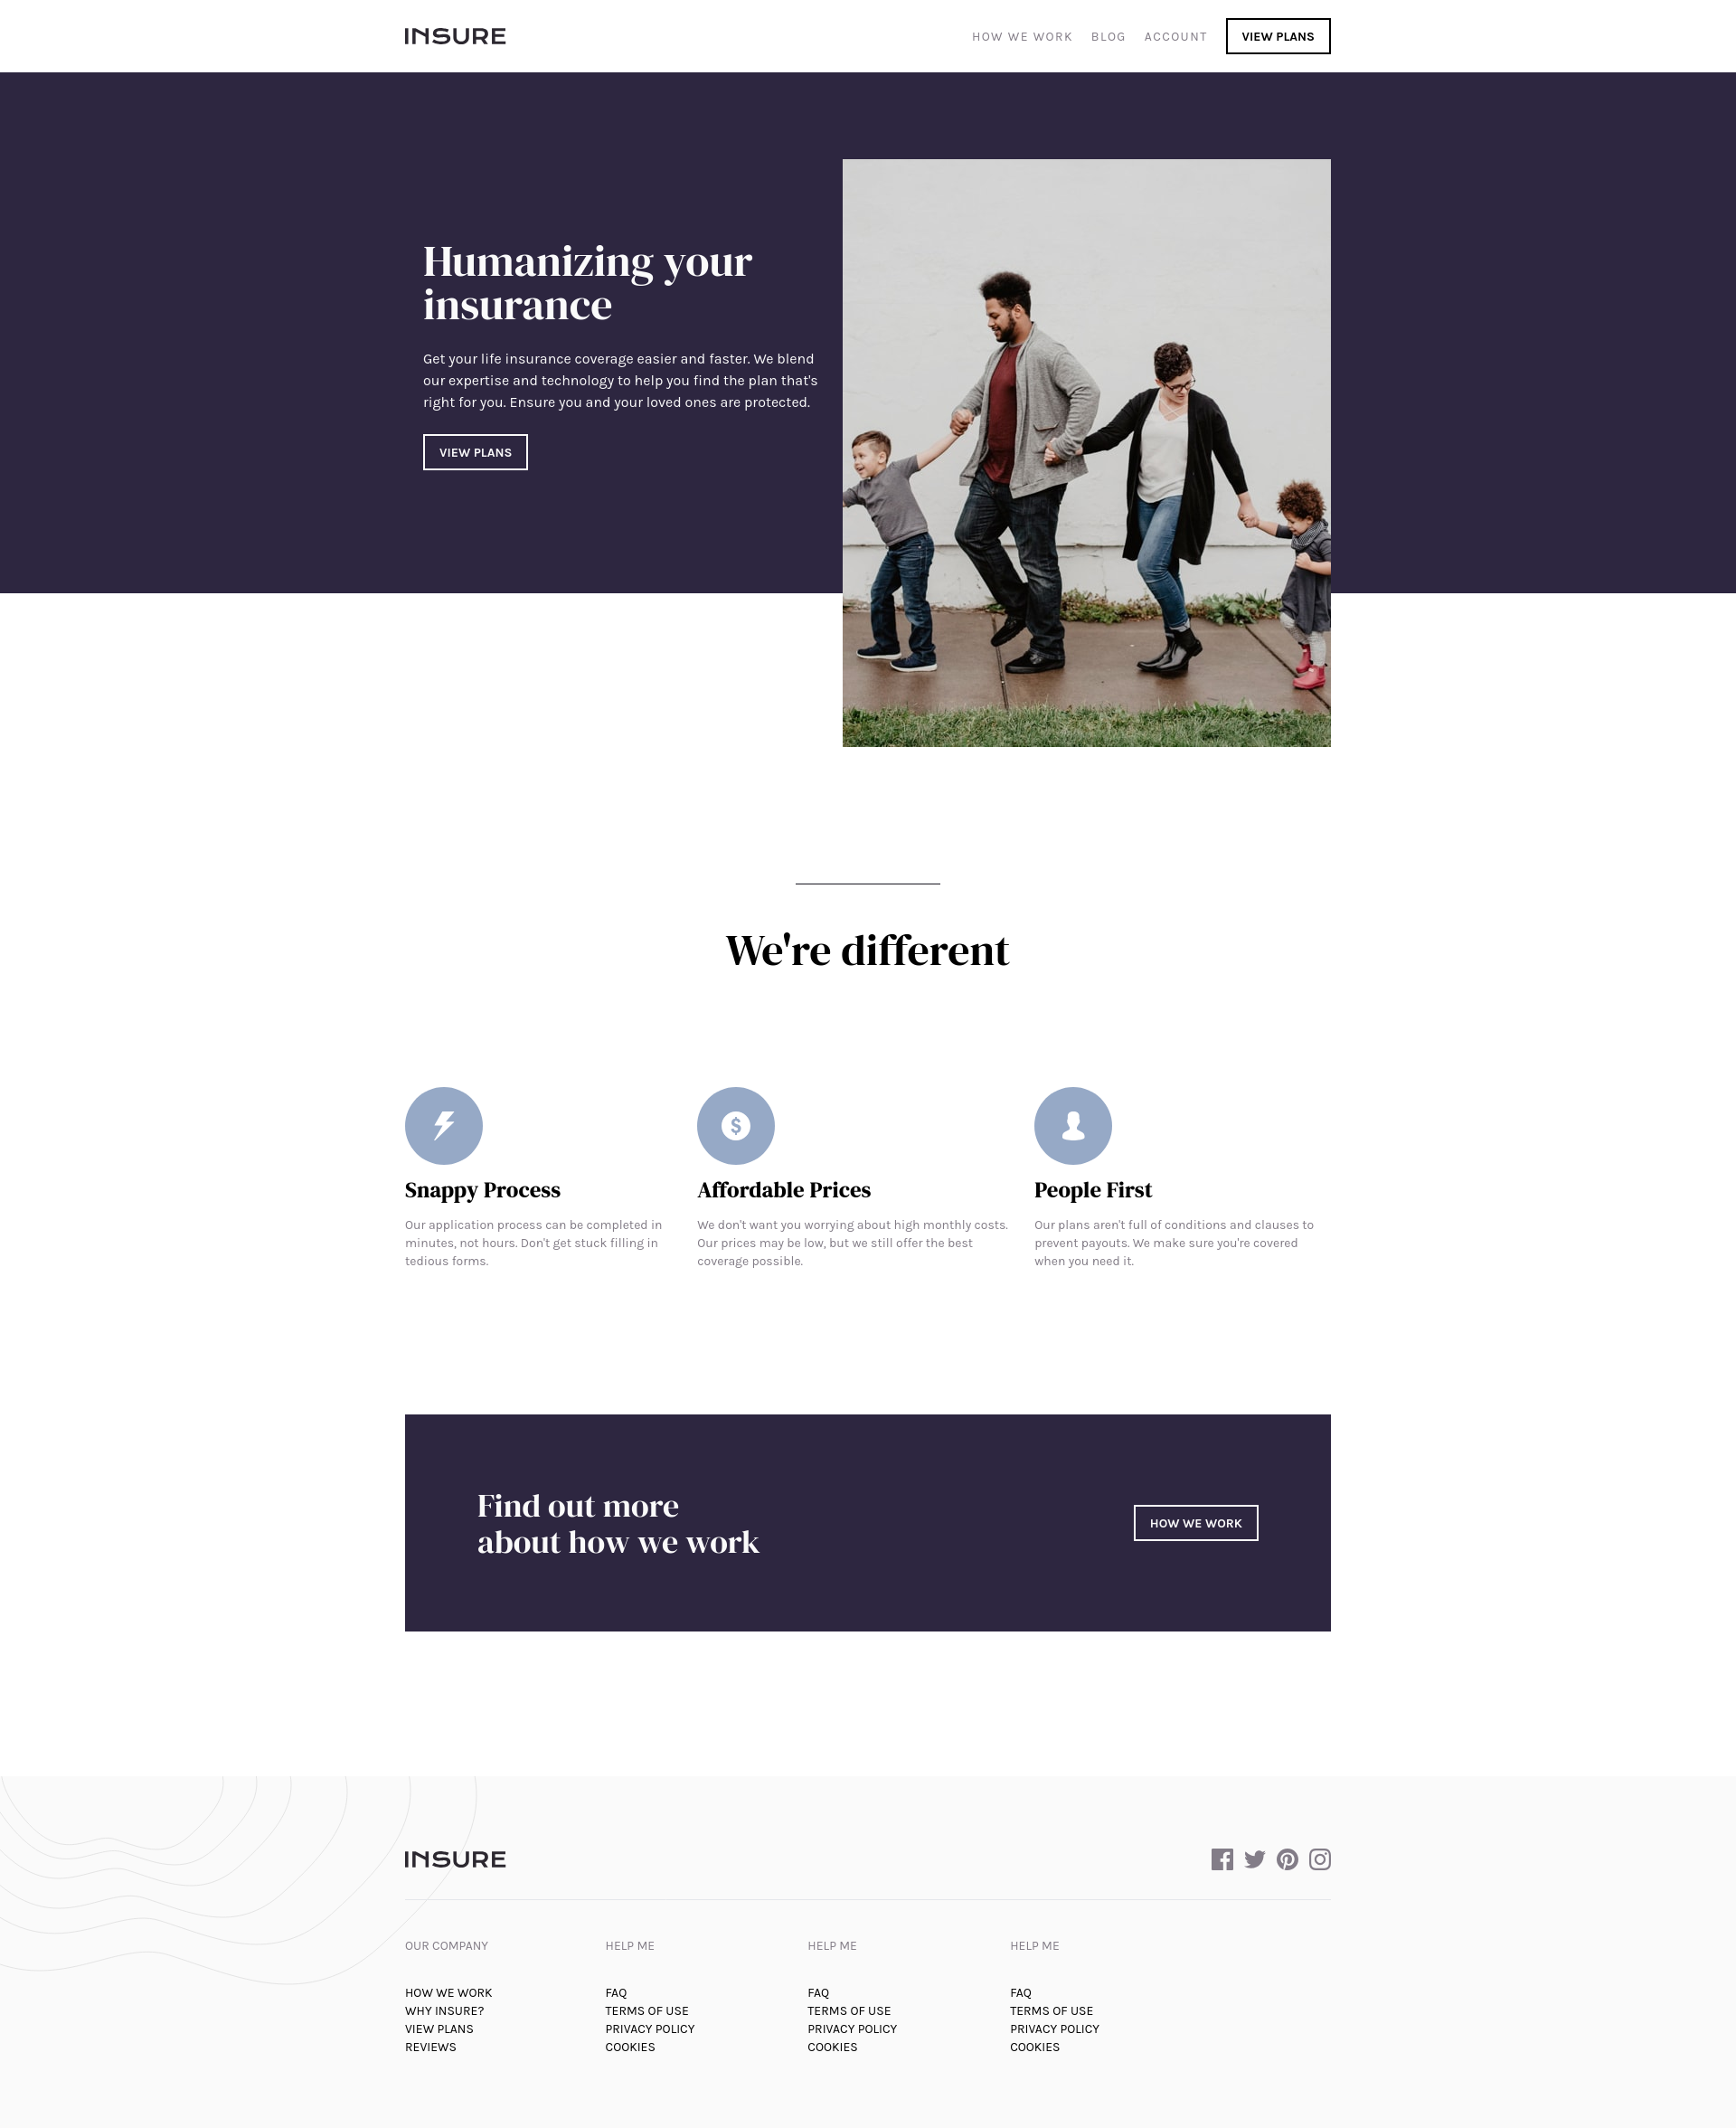 INSURE
HOW WE WORK BLOG ACCOUNT VIEW PLANS
Humanizing your
insurance
Get your life insurance coverage easier and faster. We blend
our expertise and technology to help you find the plan that's
right for you. Ensure you and your loved ones are protected.
VIEW PLANS
We're different
Snappy Process
Our application process can be completed in
minutes, not hours. Don't get stuck filling in
tedious forms.
Affordable Prices
We don't want you worrying about high monthly costs.
Our prices may be low, but we still offer the best
coverage possible.
People First
Our plans aren't full of conditions and clauses to
prevent payouts. We make sure you're covered
when you need it.
Find out more
about how we work
HOW WE WORK
INSURE
OUR COMPANY
HOW WE WORK
WHY INSURE?
VIEW PLANS
REVIEWS
HELP ME
FAQ
TERMS OF USE
PRIVACY POLICY
COOKIES
HELP ME
FAQ
TERMS OF USE
PRIVACY POLICY
COOKIES
HELP ME
FAQ
TERMS OF USE
PRIVACY POLICY
COOKIES